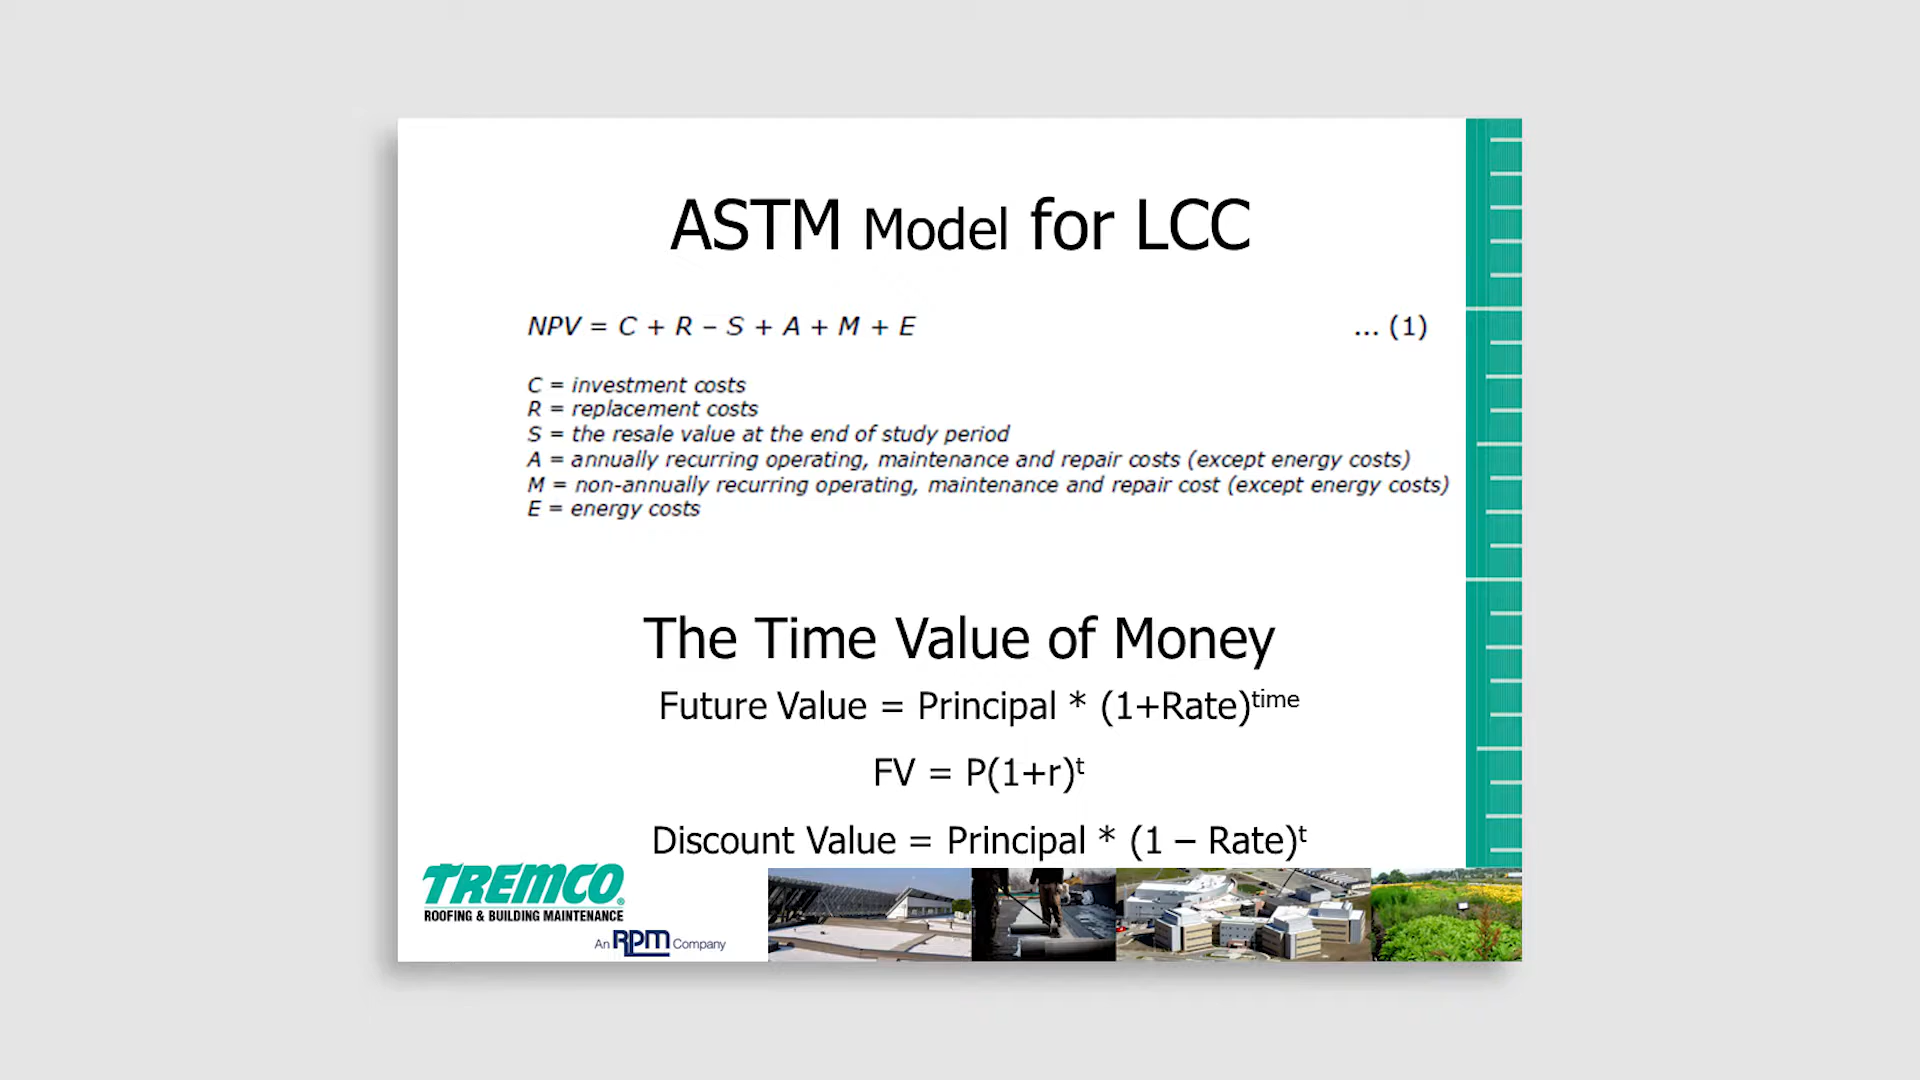 ASTM Model for LCC
NPV = C + R – S + A + M + E ... (1)
C = investment costs
R = replacement costs
S = the resale value at the end of study period
A = annually recurring operating, maintenance and repair costs (except energy costs)
M = non-annually recurring operating, maintenance and repair cost (except energy costs)
E = energy costs
The Time Value of Money
Future Value = Principal * (1+Rate)^time
FV = P(1+r)^t
Discount Value = Principal * (1 – Rate)^t
TREMCO®
ROOFING & BUILDING MAINTENANCE
An RPM Company